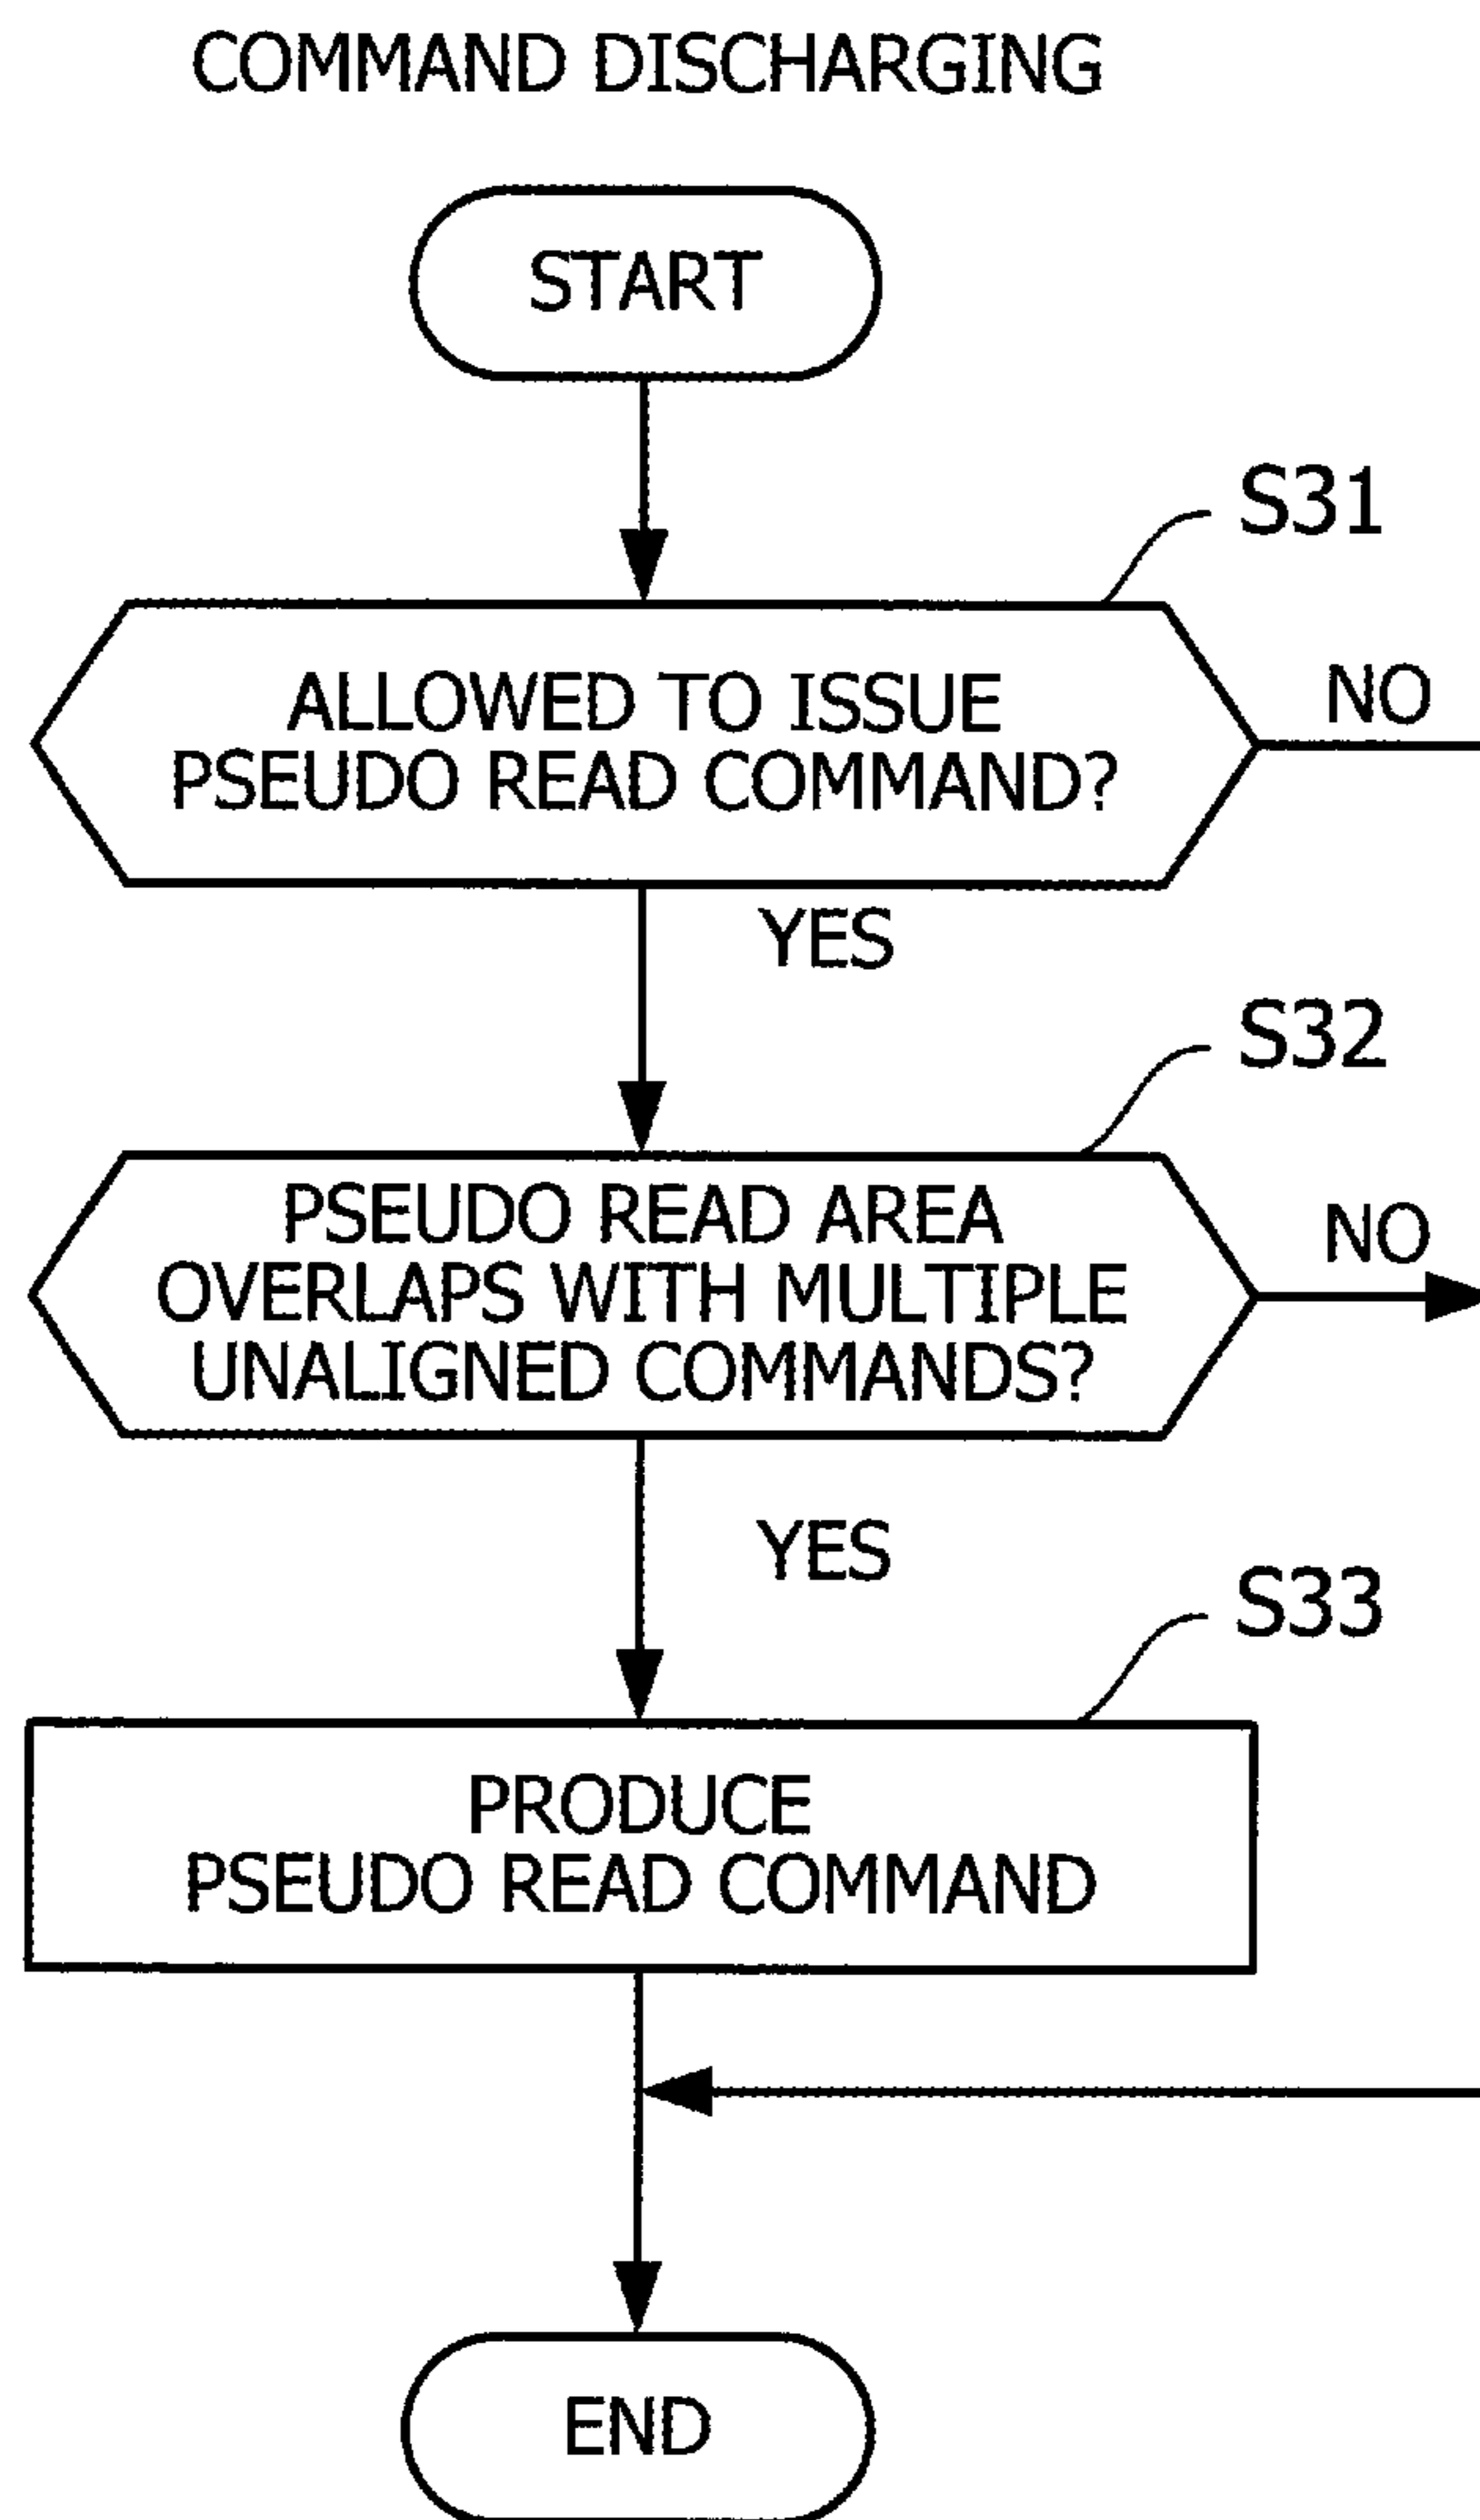 COMMAND DISCHARGING
START
S31
ALLOWED TO ISSUE
PSEUDO READ COMMAND?
NO
YES
S32
PSEUDO READ AREA
OVERLAPS WITH MULTIPLE
UNALIGNED COMMANDS?
NO
YES
S33
PRODUCE
PSEUDO READ COMMAND
END